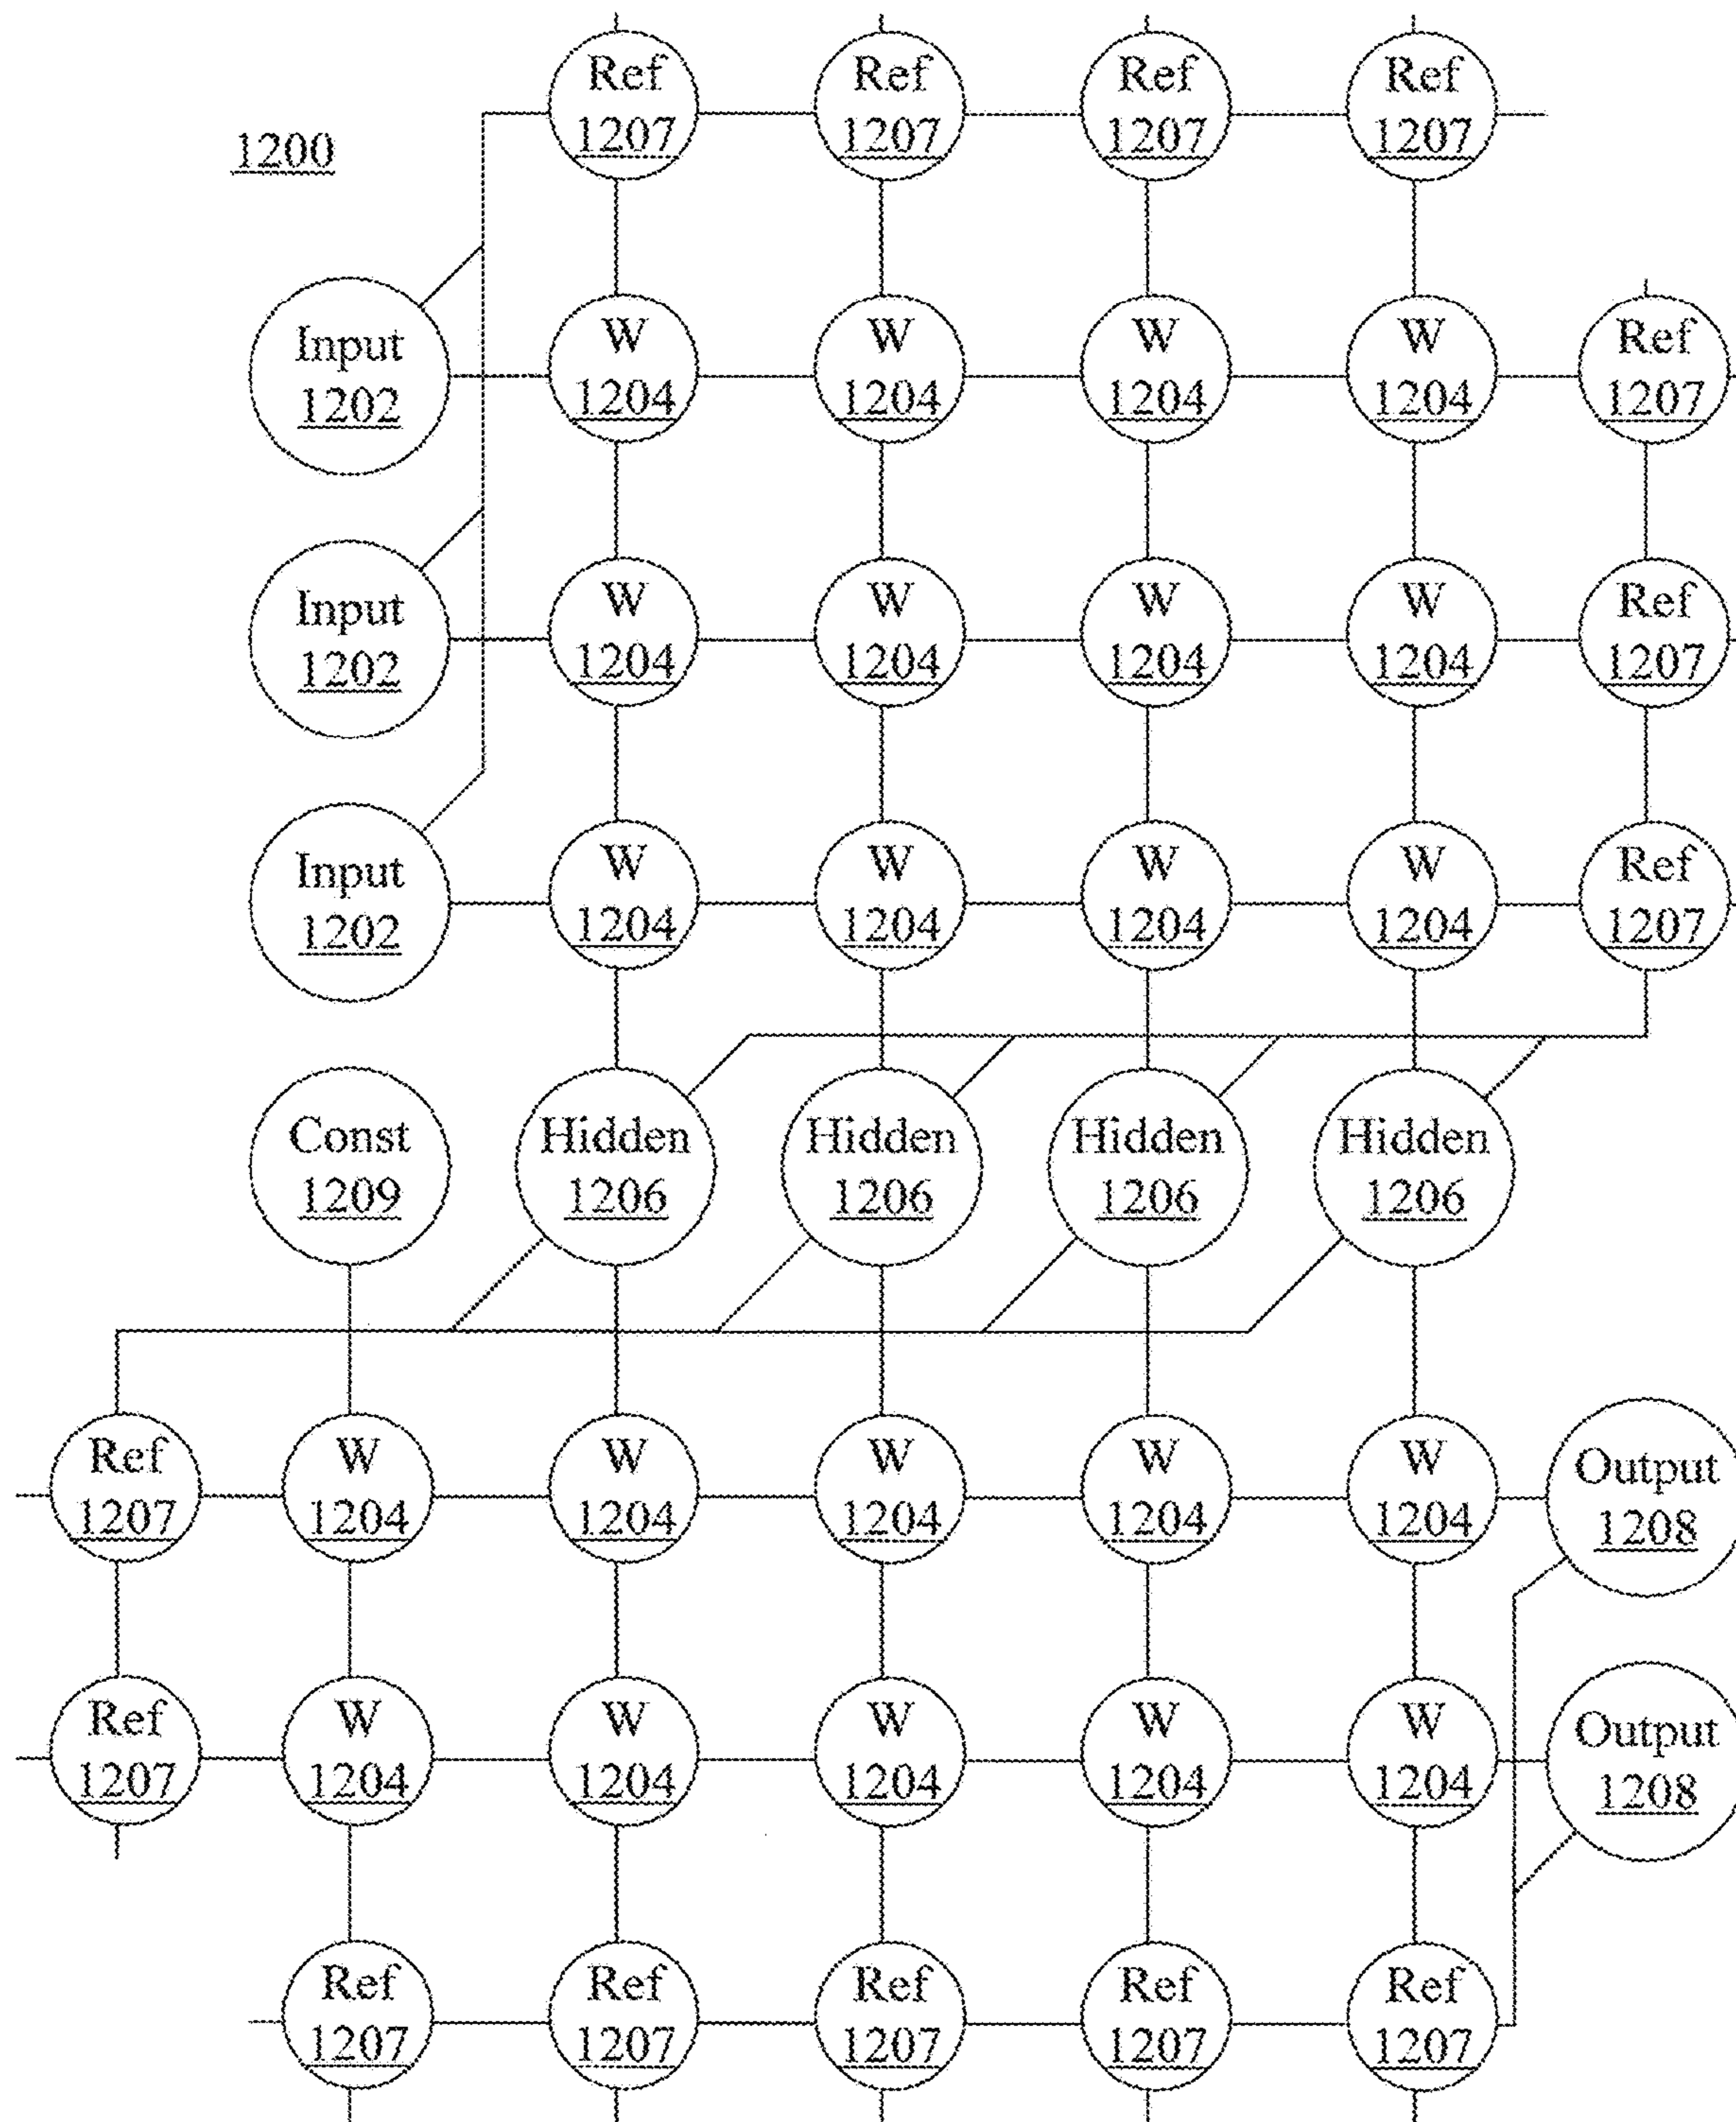 Ref Ref Ref Ref
1207 1207 1207 1207
1200
Input W W W W Ref
1202 1204 1204 1204 1204 1207
Input W W W W Ref
1202 1204 1204 1204 1204 1207
Input W W W W Ref
1202 1204 1204 1204 1204 1207
Const Hidden Hidden Hidden Hidden
1209 1206 1206 1206 1206
Ref W W W W W Output
1207 1204 1204 1204 1204 1204 1208
Ref W W W W W Output
1207 1204 1204 1204 1204 1204 1208
Ref Ref Ref Ref Ref
1207 1207 1207 1207 1207